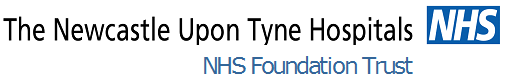 The Newcastle Upon Tyne Hospitals NHS
NHS Foundation Trust